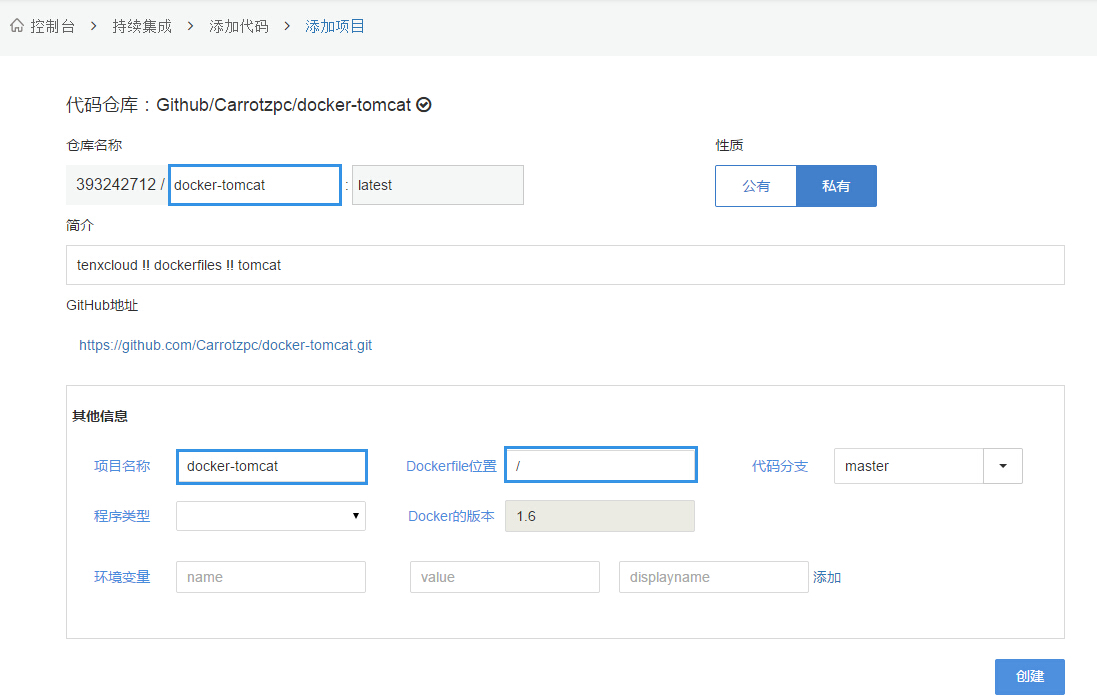 控制台 > 持续集成 > 添加代码 > 添加项目
代码仓库：Github/Carrotzpc/docker-tomcat
仓库名称
性质
393242712 / docker-tomcat : latest
公有 私有
简介
tenxcloud !! dockerfiles !! tomcat
GitHub地址
https://github.com/Carrotzpc/docker-tomcat.git
其他信息
项目名称 docker-tomcat Dockerfile位置 / 代码分支 master
程序类型 Docker的版本 1.6
环境变量 name value displayname 添加
创建